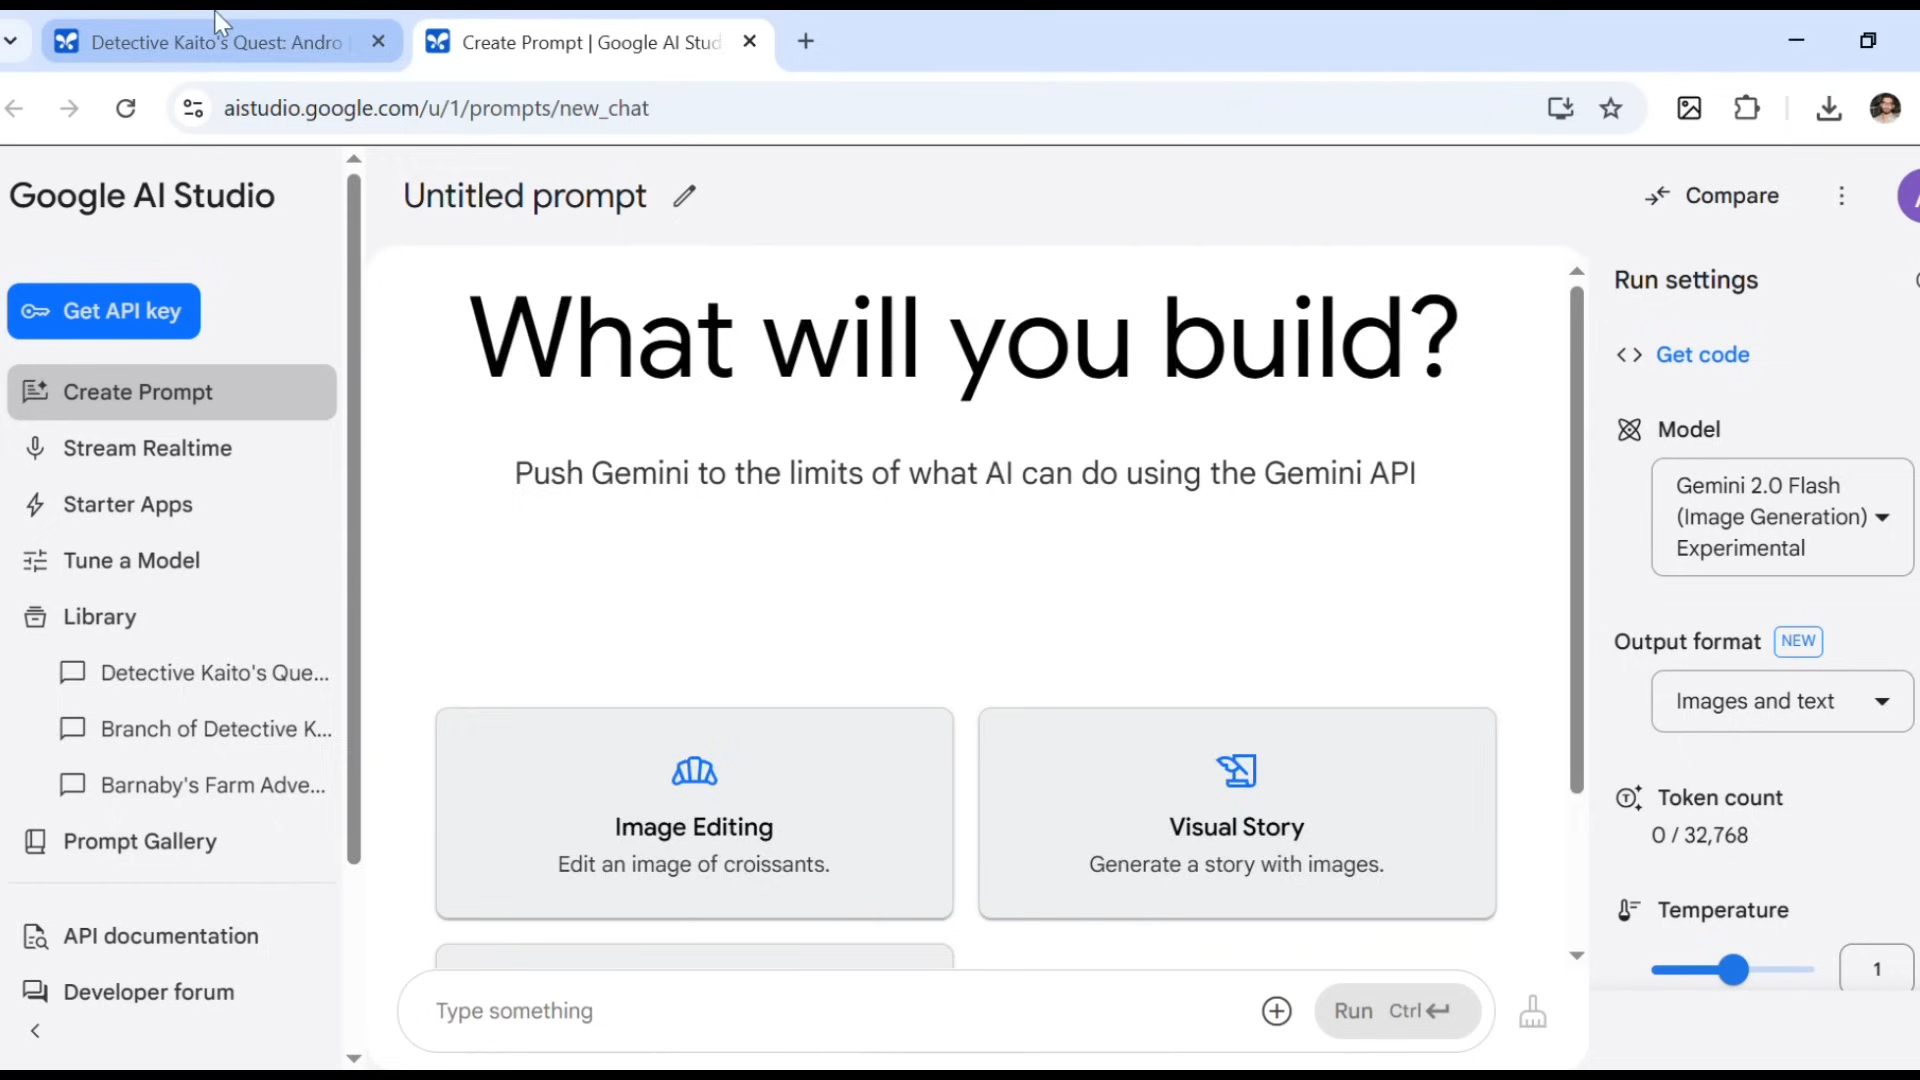 Detective Kaito's Quest: Andro
Create Prompt | Google AI Stud
aistudio.google.com/u/1/prompts/new_chat
Google AI Studio
Get API key
Create Prompt
Stream Realtime
Starter Apps
Tune a Model
Library
Detective Kaito's Que...
Branch of Detective K...
Barnaby's Farm Adve...
Prompt Gallery
API documentation
Developer forum
Untitled prompt
Compare
What will you build?
Push Gemini to the limits of what AI can do using the Gemini API
Image Editing
Edit an image of croissants.
Visual Story
Generate a story with images.
Type something
Run Ctrl
Run settings
Get code
Model
Gemini 2.0 Flash
(Image Generation)
Experimental
Output format NEW
Images and text
Token count
0 / 32,768
Temperature
1